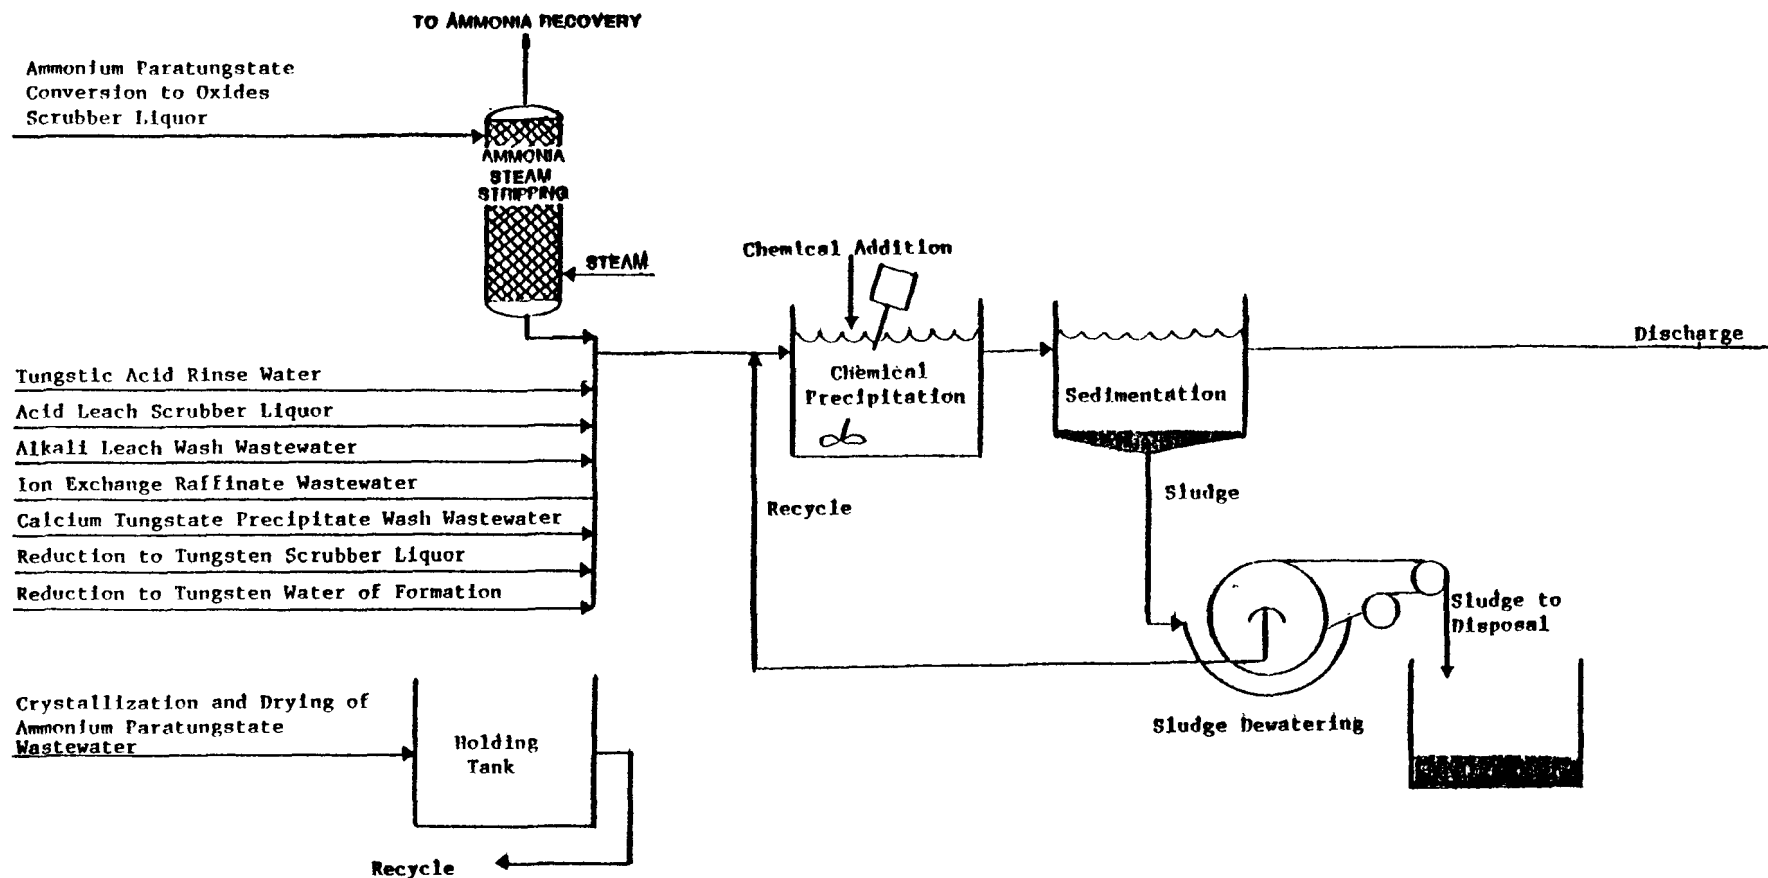 TO AMMONIA RECOVERY
Ammonium Paratungstate
Conversion to Oxides
Scrubber Liquor
AMMONIA
STEAM
STRIPPING
STEAM
Chemical Addition
Discharge
Tungstic Acid Rinse Water
Acid Leach Scrubber Liquor
Alkali Leach Wash Wastewater
Ion Exchange Raffinate Wastewater
Calcium Tungstate Precipitate Wash Wastewater
Reduction to Tungsten Scrubber Liquor
Reduction to Tungsten Water of Formation
Chemical
Precipitation
Sedimentation
Recycle
Sludge
Sludge to
Disposal
Sludge Dewatering
Crystallization and Drying of
Ammonium Paratungstate
Wastewater
Holding
Tank
Recycle